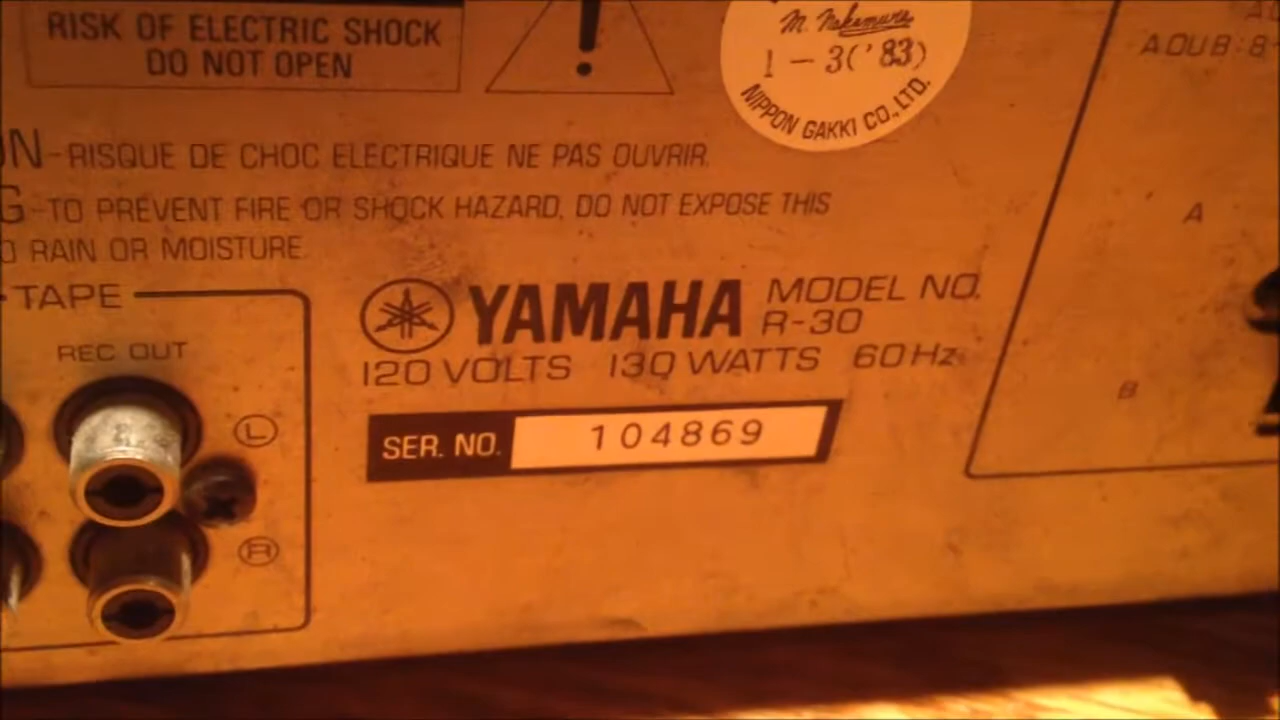 RISK OF ELECTRIC SHOCK
DO NOT OPEN
M. Nakamura
1-3('83)
NIPPON GAKKI CO., LTD.
ON-RISQUE DE CHOC ELECTRIQUE NE PAS OUVRIR.
G-TO PREVENT FIRE OR SHOCK HAZARD, DO NOT EXPOSE THIS
O RAIN OR MOISTURE
TAPE
REC OUT
L
R
YAMAHA
MODEL NO.
R-30
120 VOLTS 130 WATTS 60Hz
SER. NO. 104869
A
B